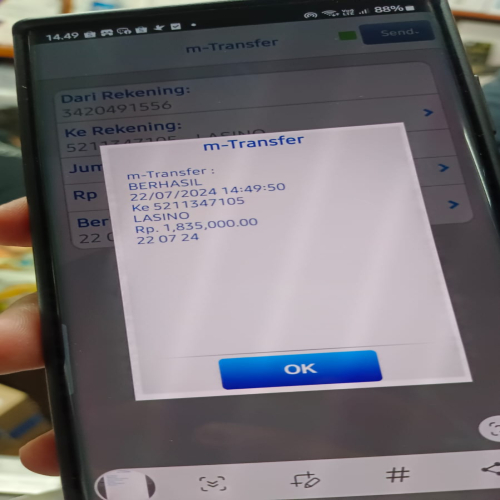 14.49
88%
m-Transfer
Send
Dari Rekening:
3420491556
Ke Rekening:
m-Transfer
m-Transfer :
BERHASIL
22/07/2024 14:49:50
Ke 5211347105
LASINO
Rp. 1,835,000.00
22 07 24
Rp
OK